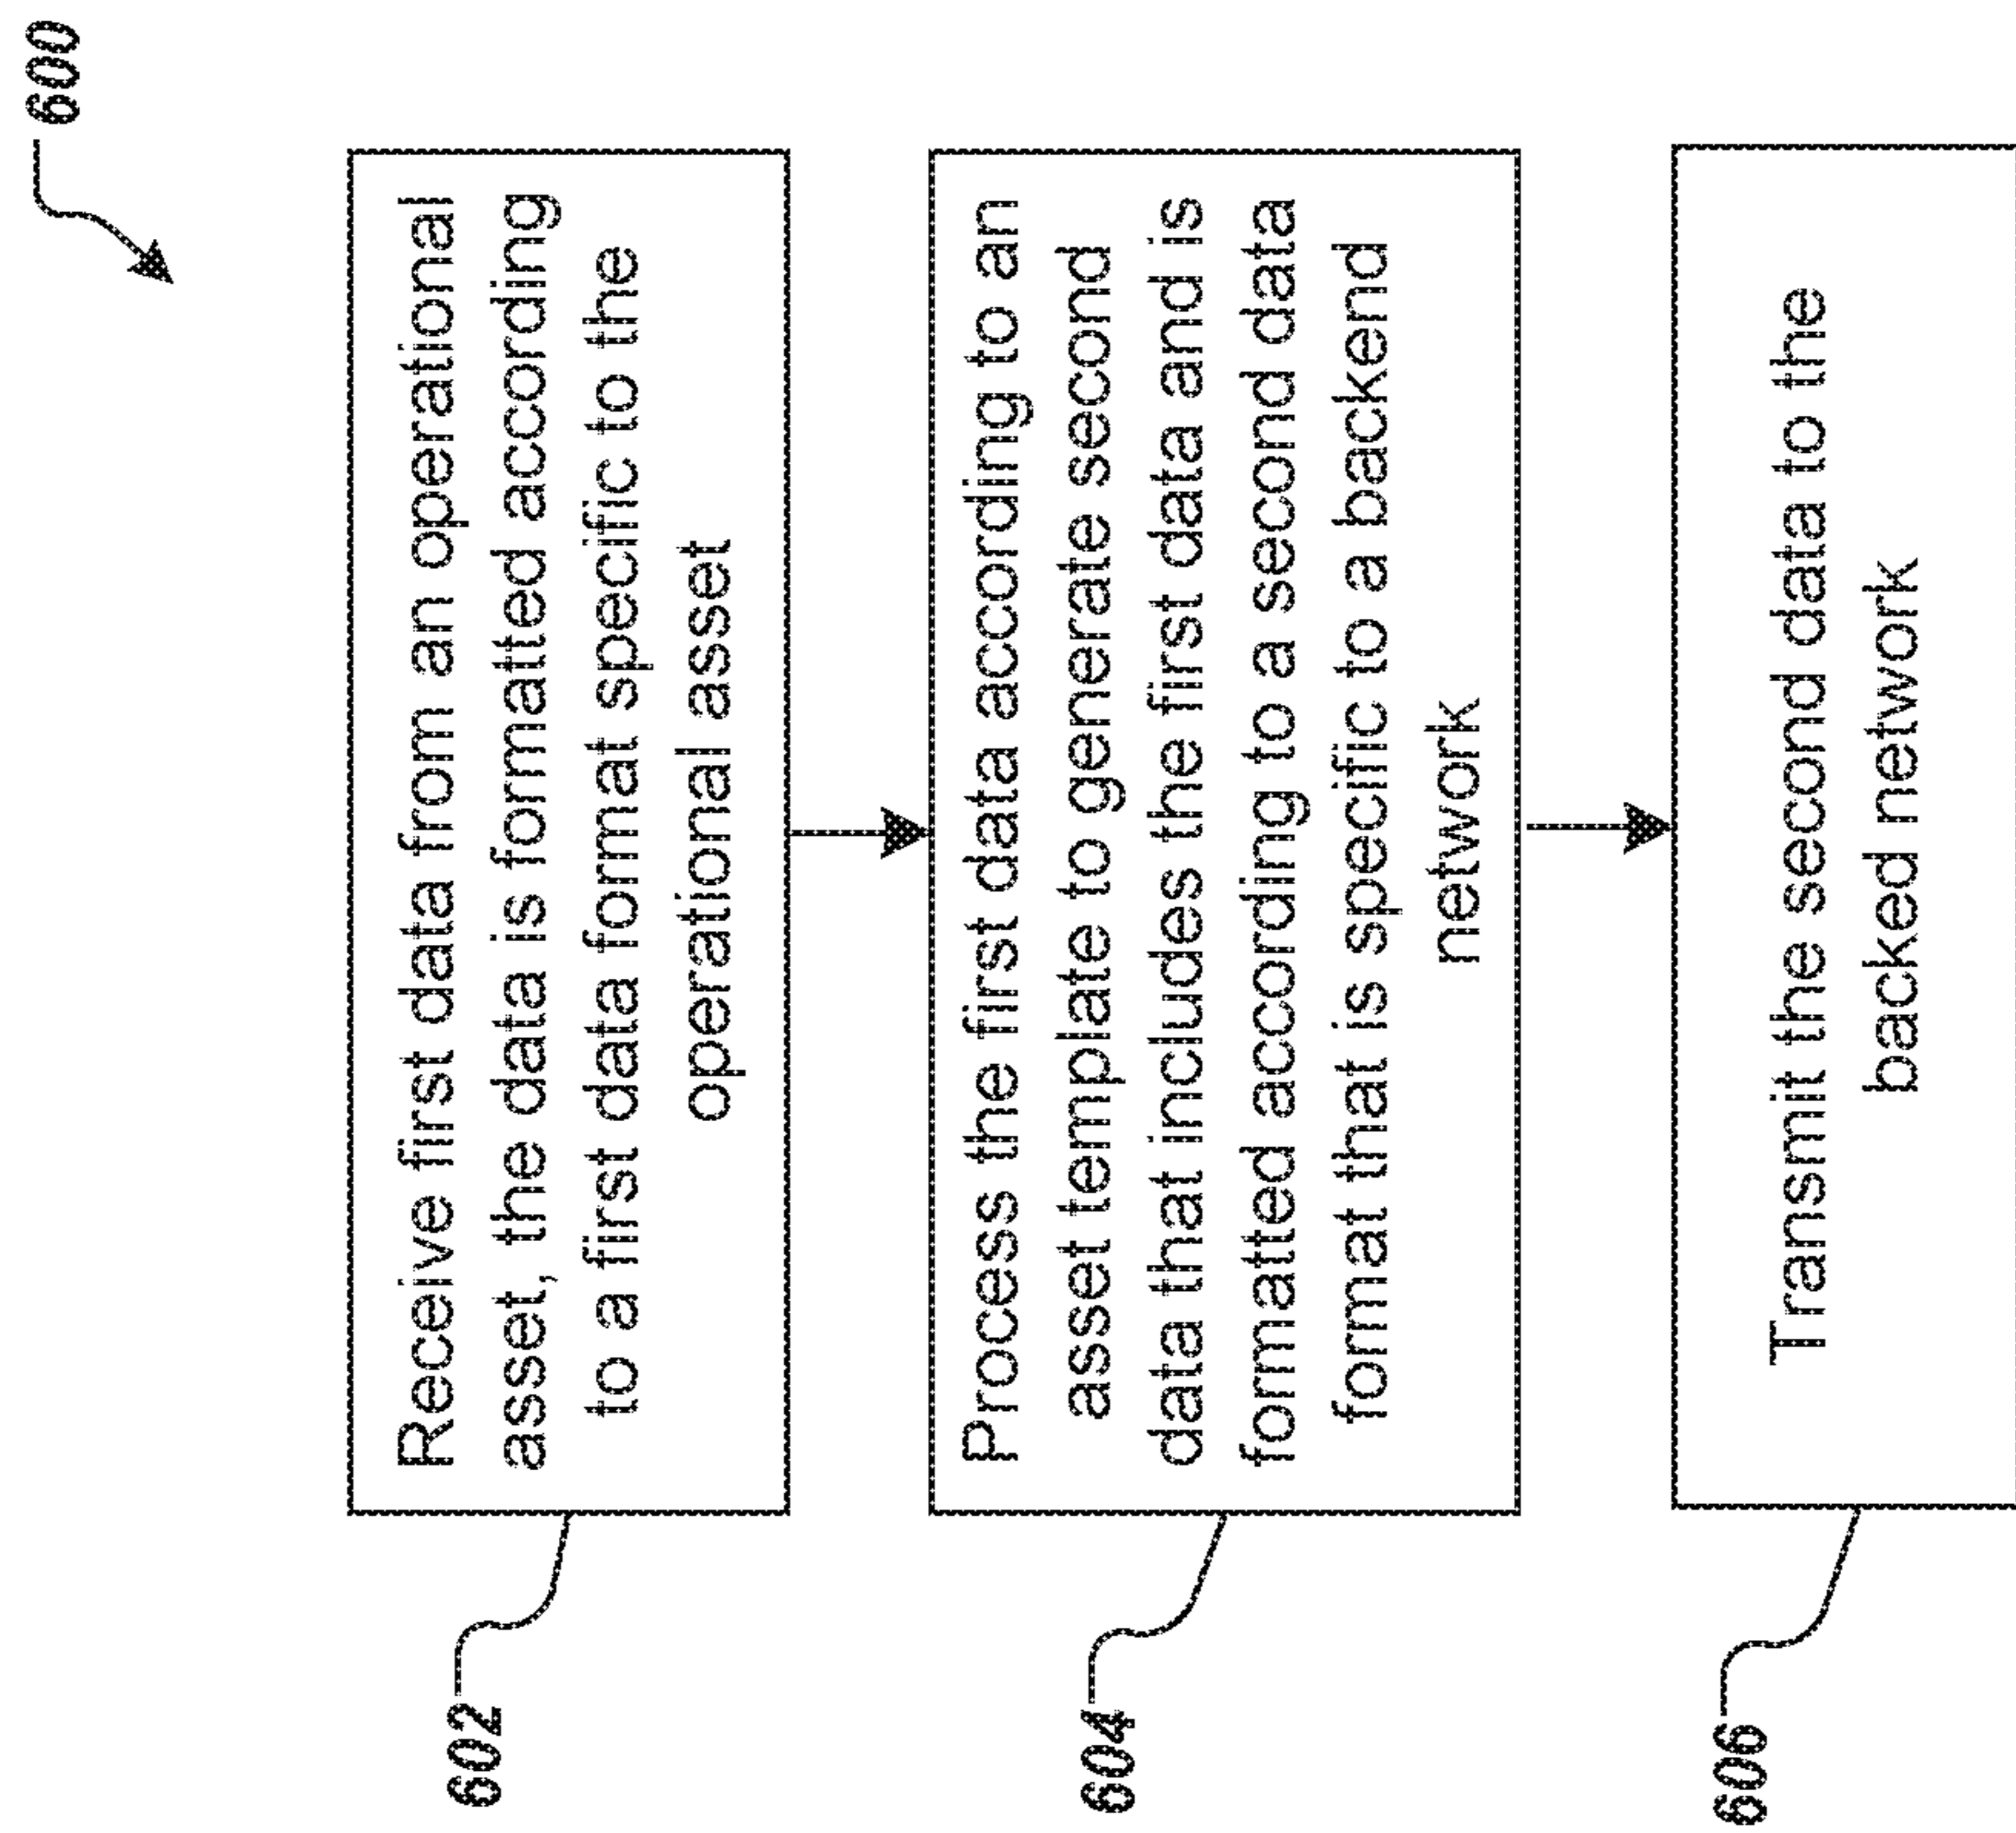 600
602
Receive first data from an operational
asset, the data is formatted according
to a first data format specific to the
operational asset
604
Process the first data according to an
asset template to generate second
data that includes the first data and is
formatted according to a second data
format that is specific to a backend
network
606
Transmit the second data to the
backed network